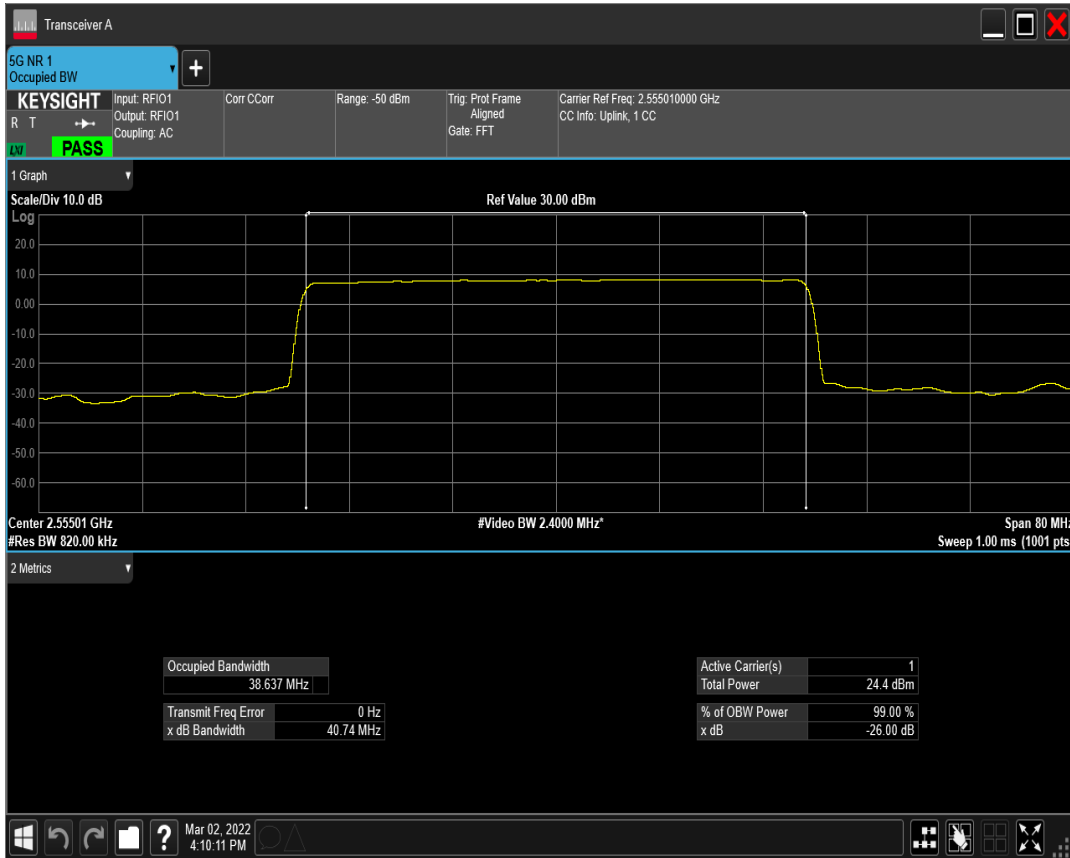 Transceiver A
5G NR 1
Occupied BW
+
KEYSIGHT
R T
LXI
PASS
Input: RFIO1
Output: RFIO1
Coupling: AC
Corr CCorr
Range: -50 dBm
Trig: Prot Frame
Aligned
Gate: FFT
Carrier Ref Freq: 2.555010000 GHz
CC Info: Uplink, 1 CC
1 Graph
Scale/Div 10.0 dB
Ref Value 30.00 dBm
Log
20.0
10.0
0.00
-10.0
-20.0
-30.0
-40.0
-50.0
-60.0
Center 2.55501 GHz
#Video BW 2.4000 MHz*
Span 80 MHz
#Res BW 820.00 kHz
Sweep 1.00 ms (1001 pts
2 Metrics
Occupied Bandwidth
38.637 MHz
Transmit Freq Error 0 Hz
x dB Bandwidth 40.74 MHz
Active Carrier(s) 1
Total Power 24.4 dBm
% of OBW Power 99.00 %
x dB -26.00 dB
?
Mar 02, 2022
4:10:11 PM